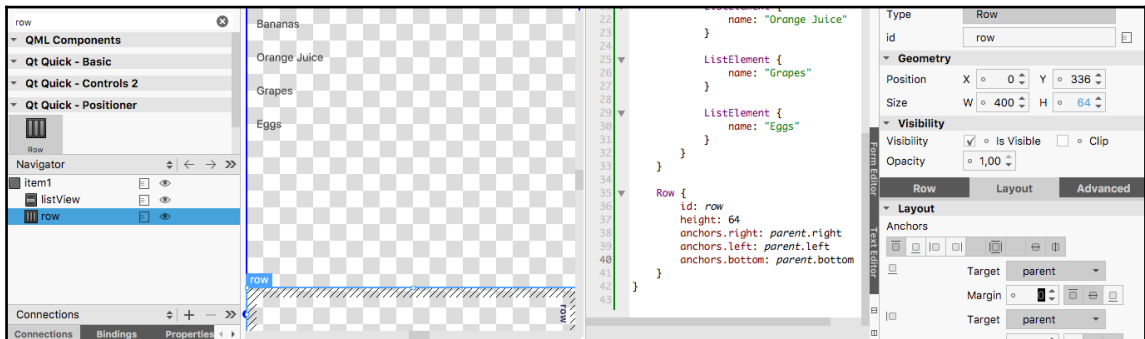 row
QML Components
Qt Quick - Basic
Qt Quick - Controls 2
Qt Quick - Positioner
Row
Navigator
item1
listView
row
Connections
Connections Bindings Properties
Bananas
Orange Juice
Grapes
Eggs
row
row
22 name: "Orange Juice"
23 }
24
25 ListElement {
26 name: "Grapes"
27 }
28
29 ListElement {
30 name: "Eggs"
31 }
32 }
33 }
34
35 Row {
36 id: row
37 height: 64
38 anchors.right: parent.right
39 anchors.left: parent.left
40 anchors.bottom: parent.bottom
41 }
42 }
43
Form Editor
Text Editor
Type Row
id row
Geometry
Position X 0 Y 336
Size W 400 H 64
Visibility
Visibility Is Visible Clip
Opacity 1,00
Row Layout Advanced
Layout
Anchors
Target parent
Margin 0
Target parent